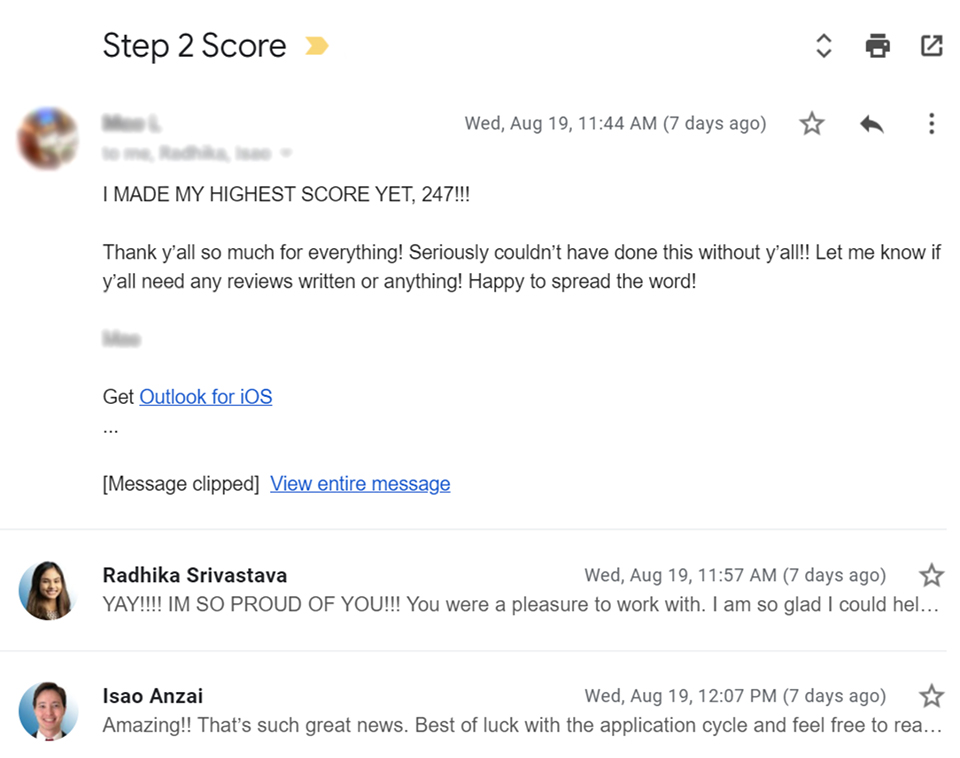 Step 2 Score
Wed, Aug 19, 11:44 AM (7 days ago)
I MADE MY HIGHEST SCORE YET, 247!!!
Thank y’all so much for everything! Seriously couldn’t have done this without y’all!! Let me know if
y’all need any reviews written or anything! Happy to spread the word!
Get Outlook for iOS
...
[Message clipped] View entire message
Radhika Srivastava
Wed, Aug 19, 11:57 AM (7 days ago)
YAY!!!! IM SO PROUD OF YOU!!! You were a pleasure to work with. I am so glad I could hel…
Isao Anzai
Wed, Aug 19, 12:07 PM (7 days ago)
Amazing!! That’s such great news. Best of luck with the application cycle and feel free to rea…